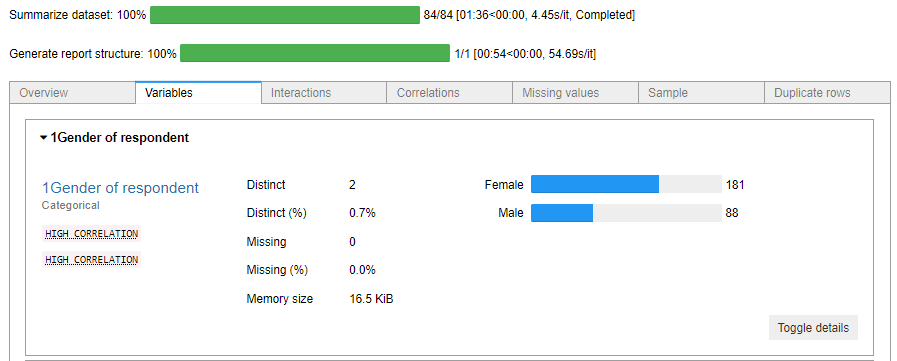 Summarize dataset: 100% 84/84 [01:36<00:00, 4.45s/it, Completed]
Generate report structure: 100% 1/1 [00:54<00:00, 54.69s/it]
Overview Variables Interactions Correlations Missing values Sample Duplicate rows
1Gender of respondent
1Gender of respondent
Categorical
HIGH CORRELATION
HIGH CORRELATION
Distinct 2
Distinct (%) 0.7%
Missing 0
Missing (%) 0.0%
Memory size 16.5 KiB
Female 181
Male 88
Toggle details